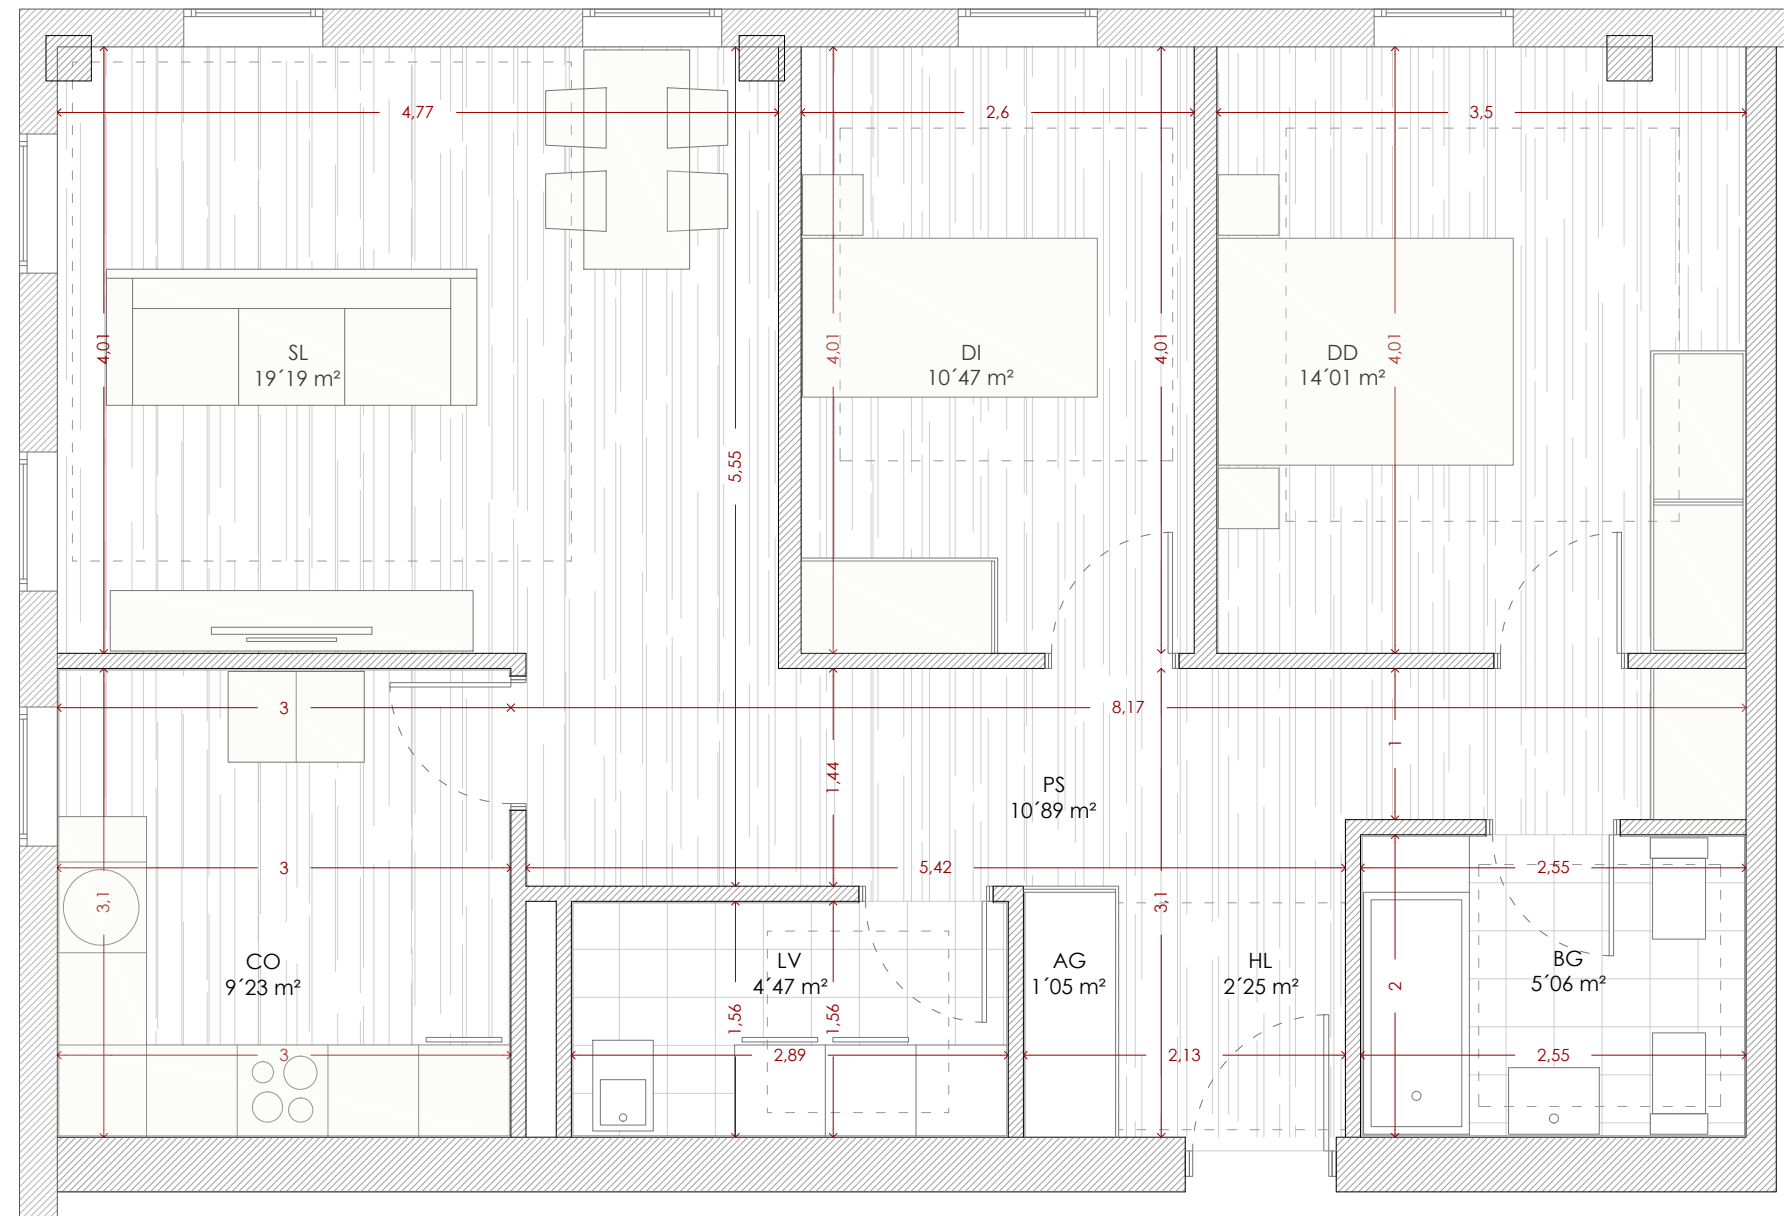 4,77
2,6
3,5
4,01
5,55
4,01
4,01
4,01
SL
19´19 m²
DI
10´47 m²
DD
14´01 m²
3
8,17
1,44
1
PS
10´89 m²
3
5,42
2,55
3,1
3,1
2
CO
9´23 m²
LV
4´47 m²
AG
1´05 m²
HL
2´25 m²
BG
5´06 m²
1,56
1,56
3
2,89
2,13
2,55